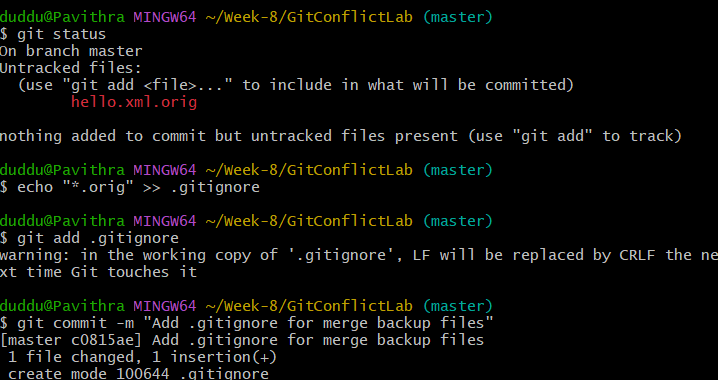 duddu@Pavithra MINGW64 ~/Week-8/GitConflictLab (master)
$ git status
On branch master
Untracked files:
  (use "git add <file>..." to include in what will be committed)
        hello.xml.orig

nothing added to commit but untracked files present (use "git add" to track)

duddu@Pavithra MINGW64 ~/Week-8/GitConflictLab (master)
$ echo "*.orig" >> .gitignore

duddu@Pavithra MINGW64 ~/Week-8/GitConflictLab (master)
$ git add .gitignore
warning: in the working copy of '.gitignore', LF will be replaced by CRLF the ne
xt time Git touches it

duddu@Pavithra MINGW64 ~/Week-8/GitConflictLab (master)
$ git commit -m "Add .gitignore for merge backup files"
[master c0815ae] Add .gitignore for merge backup files
 1 file changed, 1 insertion(+)
 create mode 100644 .gitignore